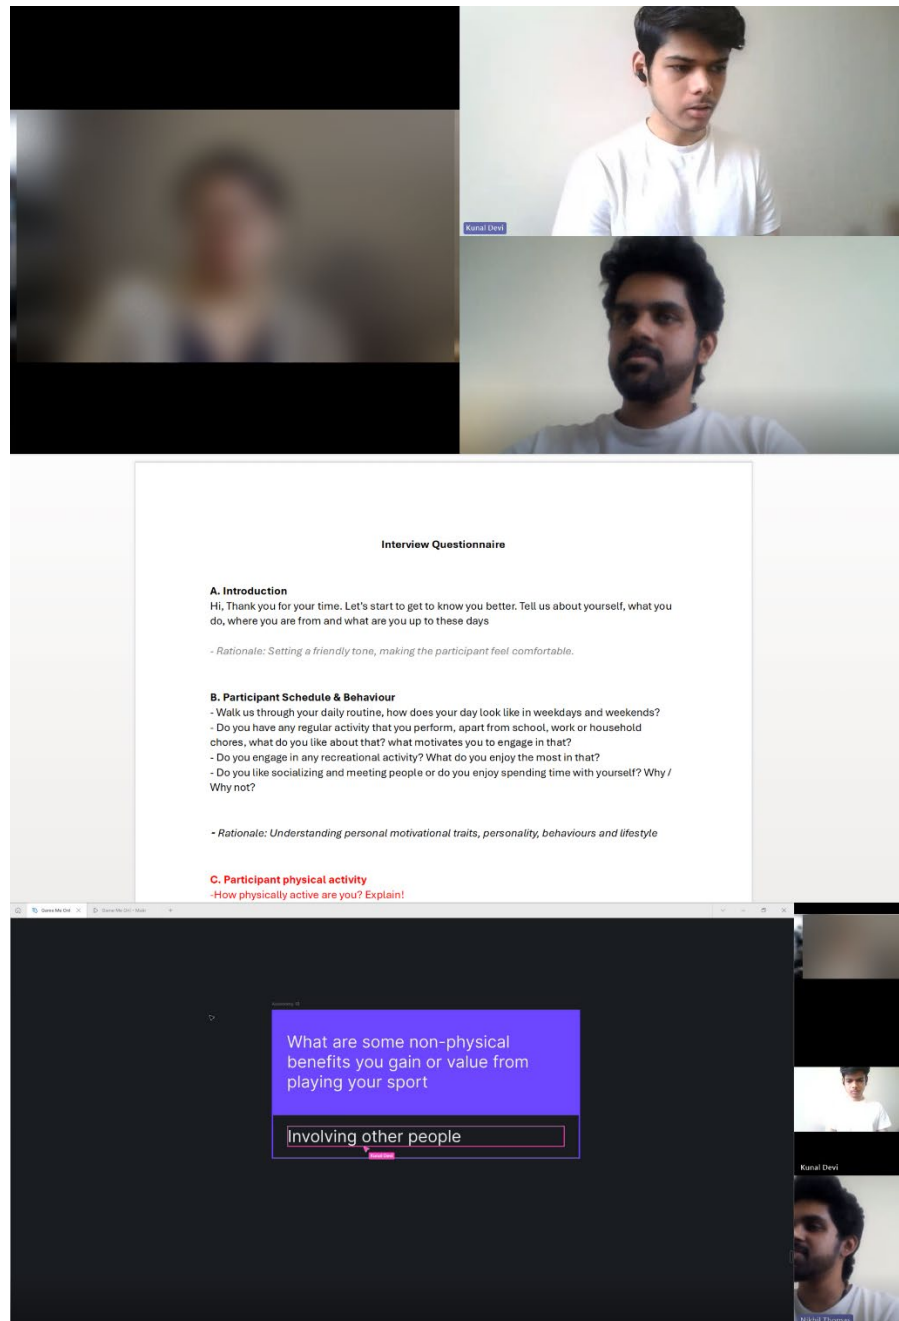 Kunal Devi
Interview Questionnaire
A. Introduction
Hi, Thank you for your time. Let's start to get to know you better. Tell us about yourself, what you
do, where you are from and what are you up to these days
- Rationale: Setting a friendly tone, making the participant feel comfortable.
B. Participant Schedule & Behaviour
- Walk us through your daily routine, how does your day look like in weekdays and weekends?
- Do you have any regular activity that you perform, apart from school, work or household
chores, what do you like about that? what motivates you to engage in that?
- Do you engage in any recreational activity? What do you enjoy the most in that?
- Do you like socializing and meeting people or do you enjoy spending time with yourself? Why /
Why not?
- Rationale: Understanding personal motivational traits, personality, behaviours and lifestyle
C. Participant physical activity
-How physically active are you? Explain!
What are some non-physical
benefits you gain or value from
playing your sport
Involving other people
Kunal Devi
Kunal Devi
Nikhil Thomas